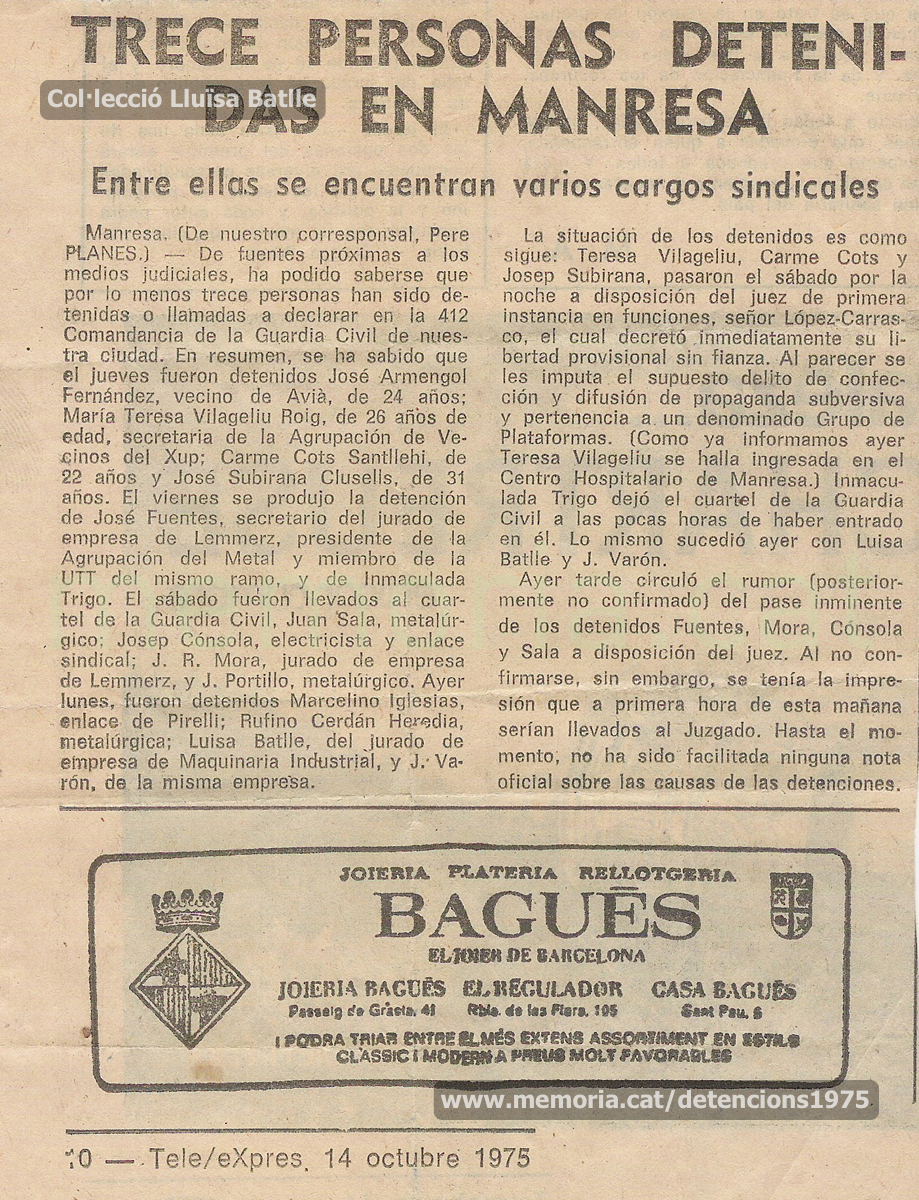 TRECE PERSONAS DETENI-
DAS EN MANRESA
Col·lecció Lluïsa Batlle
Entre ellas se encuentran varios cargos sindicales
Manresa. (De nuestro corresponsal, Pere
PLANES.) — De fuentes próximas a los
medios judiciales, ha podido saberse que
por lo menos trece personas han sido de-
tenidas o llamadas a declarar en la 412
Comandancia de la Guardia Civil de nues-
tra ciudad. En resumen, se ha sabido que
el jueves fueron detenidos José Armengol
Fernández, vecino de Avià, de 24 años;
María Teresa Vilageliu Roig, de 26 años de
edad, secretaria de la Agrupación de Ve-
cinos del Xup; Carme Cots Santllehi, de
22 años y José Subirana Clusells, de 31
años. El viernes se produjo la detención
de José Fuentes, secretario del jurado de
empresa de Lemmerz, presidente de la
Agrupación del Metal y miembro de la
UTT del mismo ramo, y de Inmaculada
Trigo. El sábado fueron llevados al cuar-
tel de la Guardia Civil, Juan Sala, metalúr-
gico; Josep Cónsola, electricista y enlace
sindical; J. R. Mora, jurado de empresa
de Lemmerz, y J. Portillo, metalúrgico. Ayer
lunes, fueron detenidos Marcelino Iglesias,
enlace de Pirelli; Rufino Cerdán Heredia,
metalúrgica; Luisa Batlle, del jurado de
empresa de Maquinaria Industrial, y J. Va-
rón, de la misma empresa.
La situación de los detenidos es como
sigue: Teresa Vilageliu, Carme Cots y
Josep Subirana, pasaron el sábado por la
noche a disposición del juez de primera
instancia en funciones, señor López-Carras-
co, el cual decretó inmediatamente su li-
bertad provisional sin fianza. Al parecer se
les imputa el supuesto delito de confec-
ción y difusión de propaganda subversiva
y pertenencia a un denominado Grupo de
Plataformas. (Como ya informamos ayer
Teresa Vilageliu se halla ingresada en el
Centro Hospitalario de Manresa.) Inmacu-
lada Trigo dejó el cuartel de la Guardia
Civil a las pocas horas de haber entrado
en él. Lo mismo sucedió ayer con Luisa
Batlle y J. Varón.
Ayer tarde circuló el rumor (posterior-
mente no confirmado) del pase inminente
de los detenidos Fuentes, Mora, Cónsola
y Sala a disposición del juez. Al no con-
firmarse, sin embargo, se tenía la impre-
sión que a primera hora de esta mañana
serían llevados al Juzgado. Hasta el mo-
mento, no ha sido facilitada ninguna nota
oficial sobre las causas de las detenciones.
JOIERIA PLATERIA RELLOTGERIA
BAGUÉS
EL JOIER DE BARCELONA
JOIERIA BAGUÉS EL REGULADOR CASA BAGUÉS
Passeig de Gràcia, 41 Rbla. de les Flors, 105 Sant Pau, 6
I PODRA TRIAR ENTRE EL MÉS EXTENS ASSORTIMENT EN ESTILS
CLASSIC I MODERN A PREUS MOLT FAVORABLES
www.memoria.cat/detencions1975
10 — Tele/eXpres, 14 octubre 1975